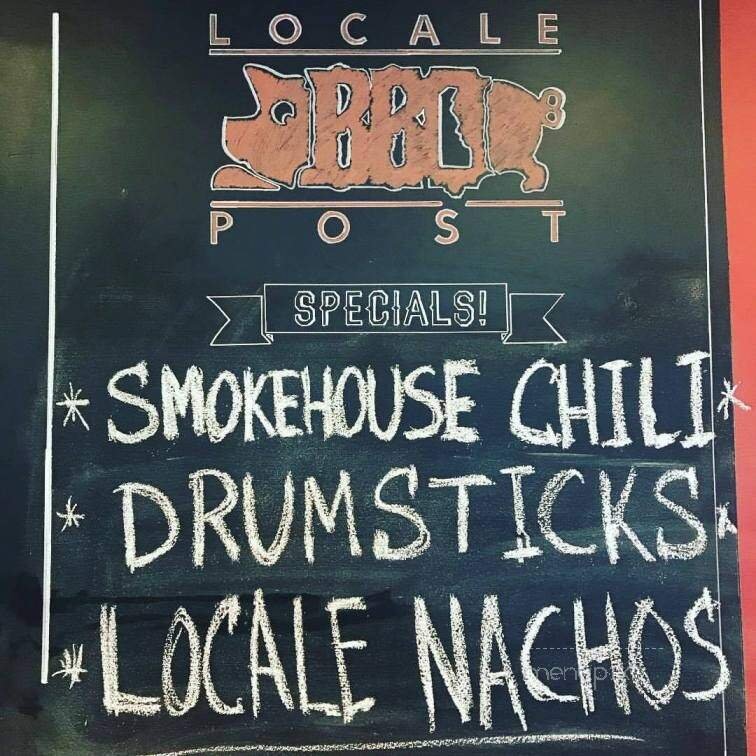 LOCALE
BBQ
POST
SPECIALS!
* SMOKEHOUSE CHILI *
* DRUMSTICKS
* LOCALE NACHOS